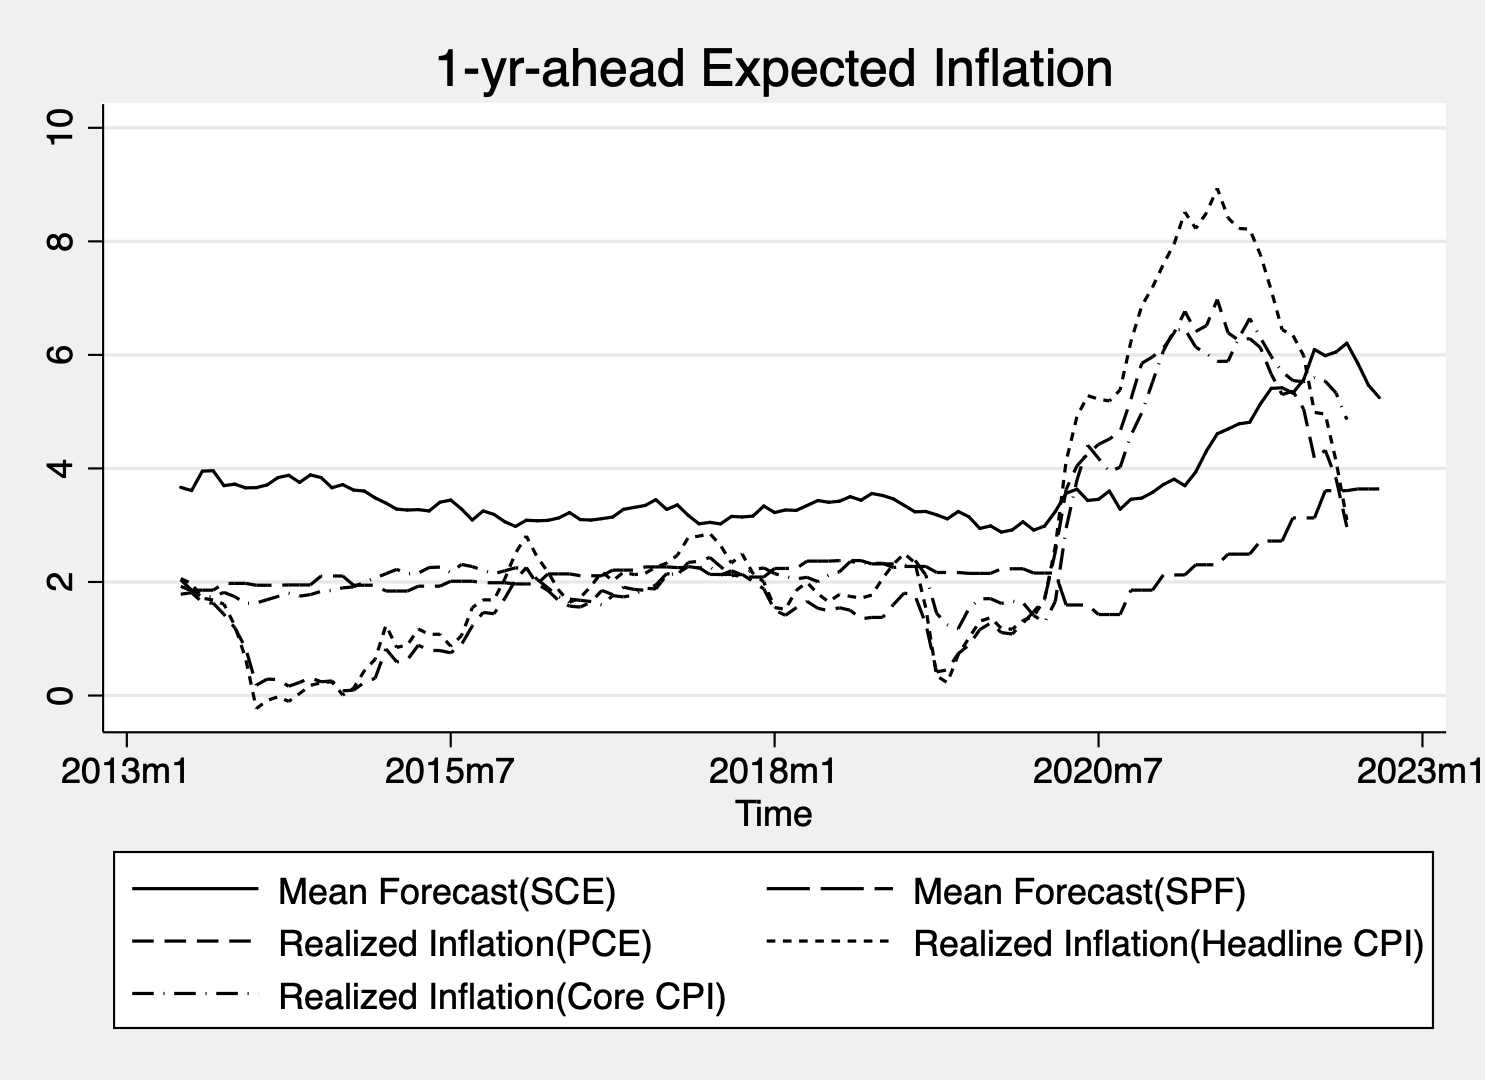 1-yr-ahead Expected Inflation
10
8
6
4
2
0
2013m1 2015m7 2018m1 2020m7 2023m1
Time
Mean Forecast(SCE) Mean Forecast(SPF)
Realized Inflation(PCE) Realized Inflation(Headline CPI)
Realized Inflation(Core CPI)